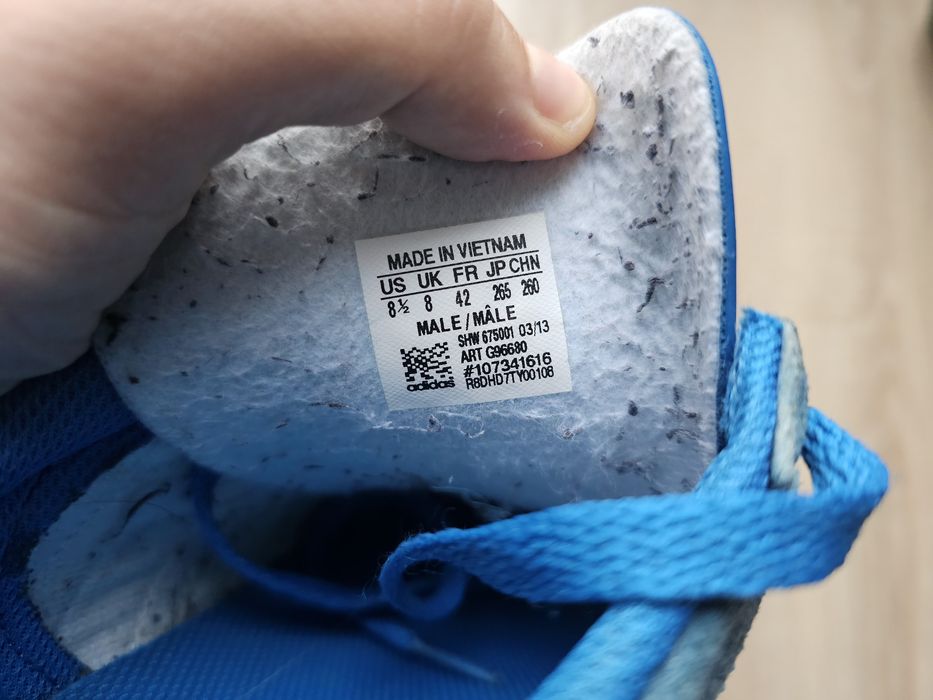 MADE IN VIETNAM
US UK FR JP CHN
8½ 8 42 265 260
MALE / MÂLE
SHW 675001 03/13
ART G96680
#107341616
R8DHD7TY00108
adidas